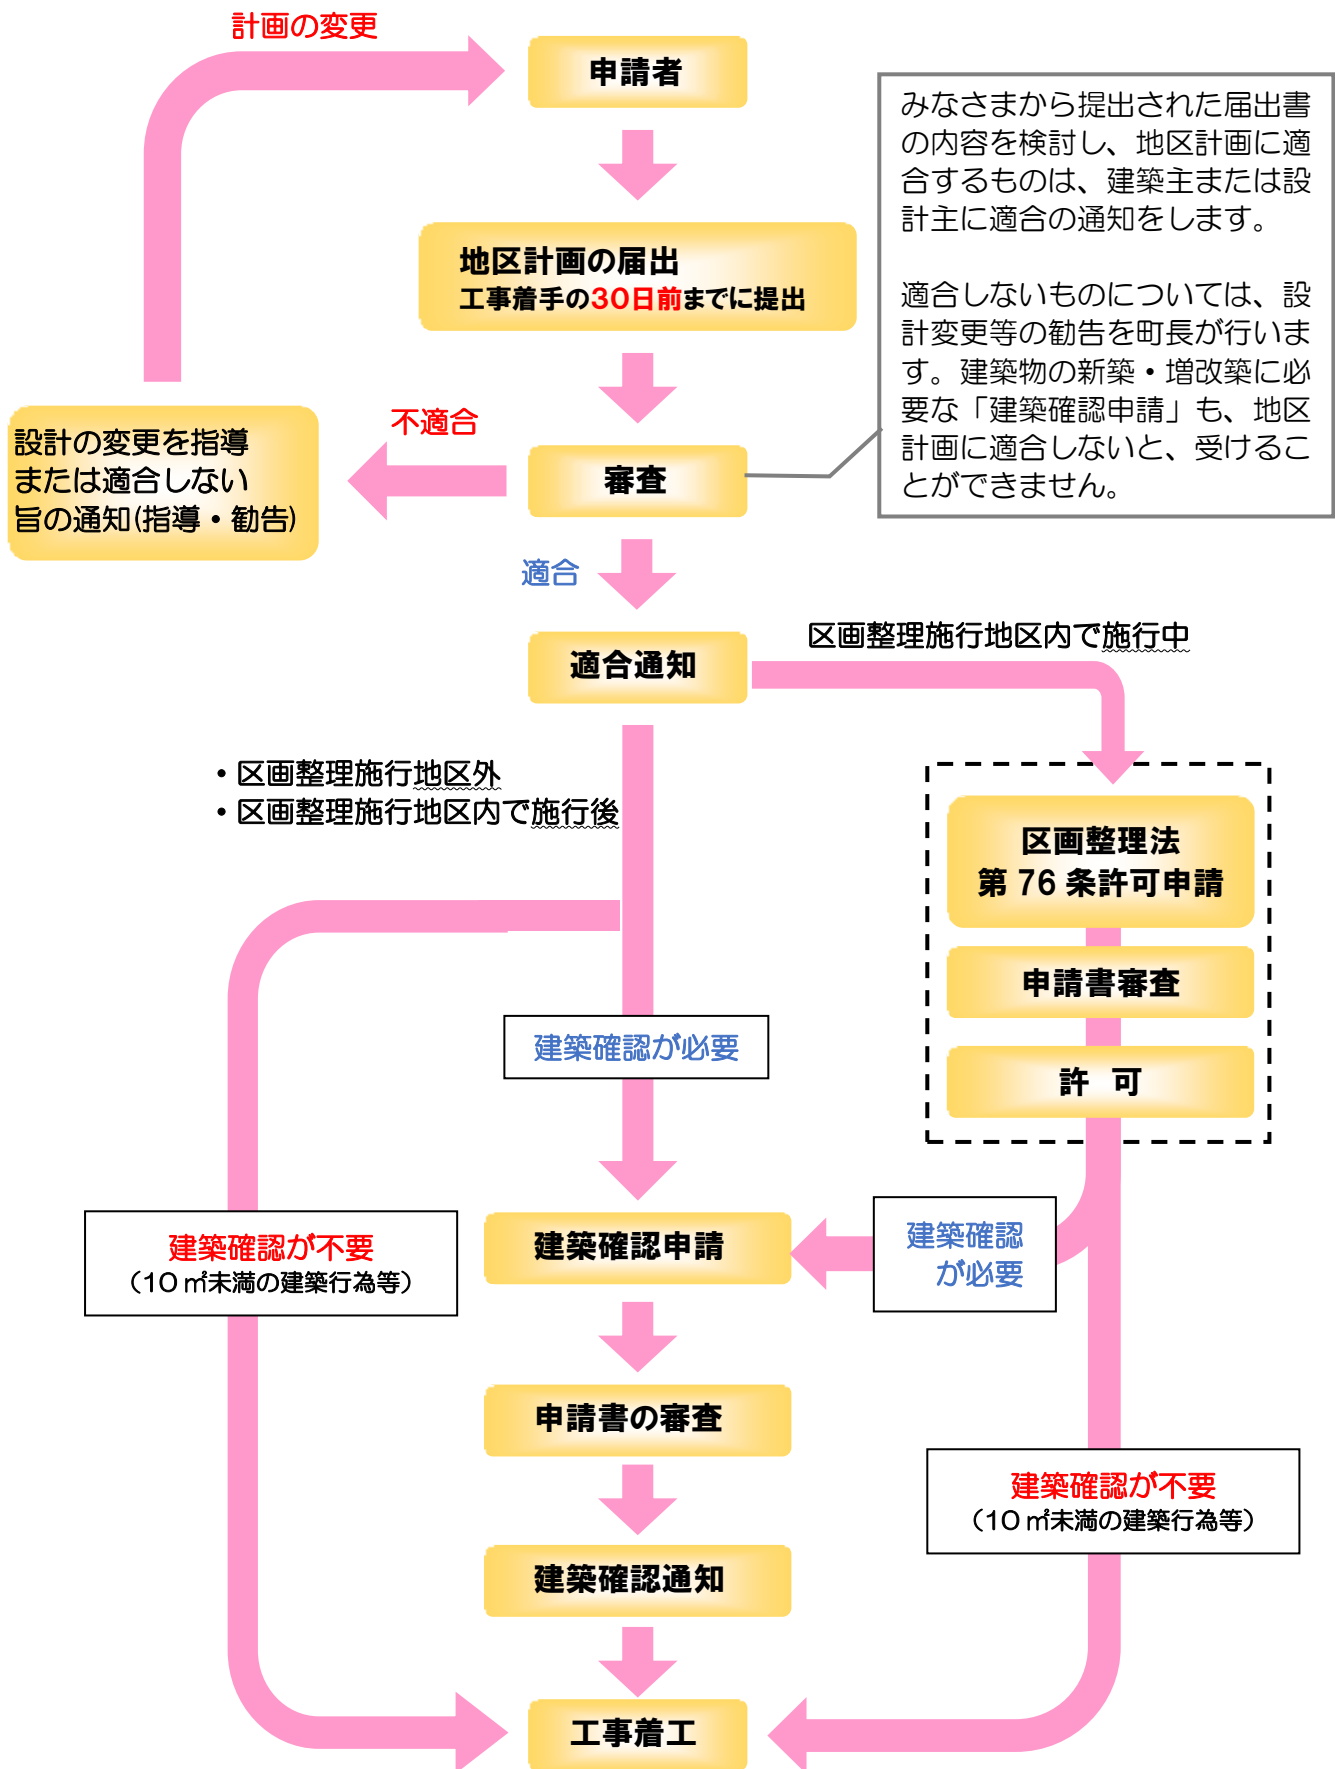 計画の変更
申請者
みなさまから提出された届出書
の内容を検討し、地区計画に適
合するものは、建築主または設
計主に適合の通知をします。
適合しないものについては、設
計変更等の勧告を町長が行いま
す。建築物の新築・増改築に必
要な「建築確認申請」も、地区
計画に適合しないと、受けるこ
とができません。
地区計画の届出
工事着手の30日前までに提出
不適合
設計の変更を指導
または適合しない
旨の通知(指導・勧告)
審査
適合
適合通知
区画整理施行地区内で施行中
・区画整理施行地区外
・区画整理施行地区内で施行後
区画整理法
第 76 条許可申請
申請書審査
許 可
建築確認が必要
建築確認が不要
（10㎡未満の建築行為等）
建築確認申請
建築確認
が必要
申請書の審査
建築確認が不要
（10㎡未満の建築行為等）
建築確認通知
工事着工